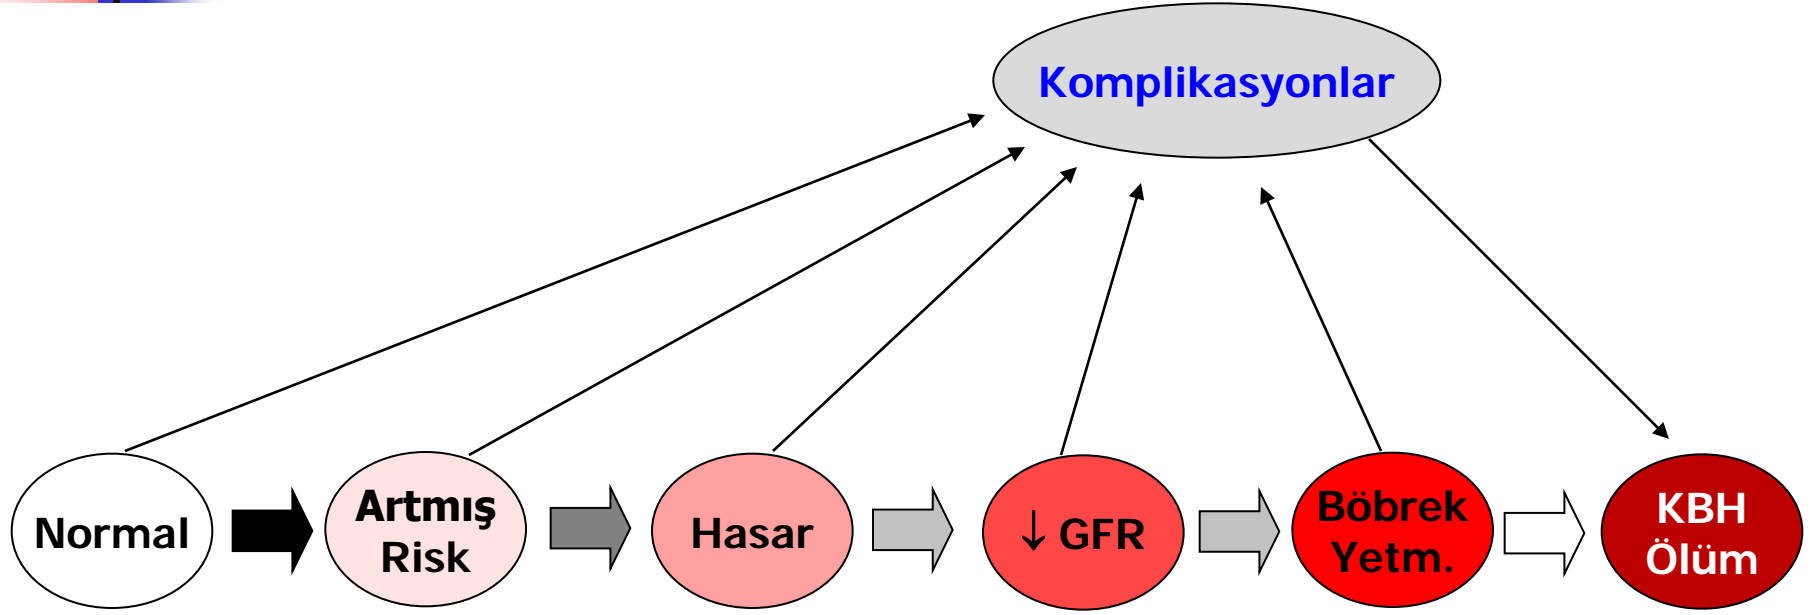 Komplikasyonlar
Normal
Artmış
Risk
Hasar
↓ GFR
Böbrek
Yetm.
KBH
Ölüm